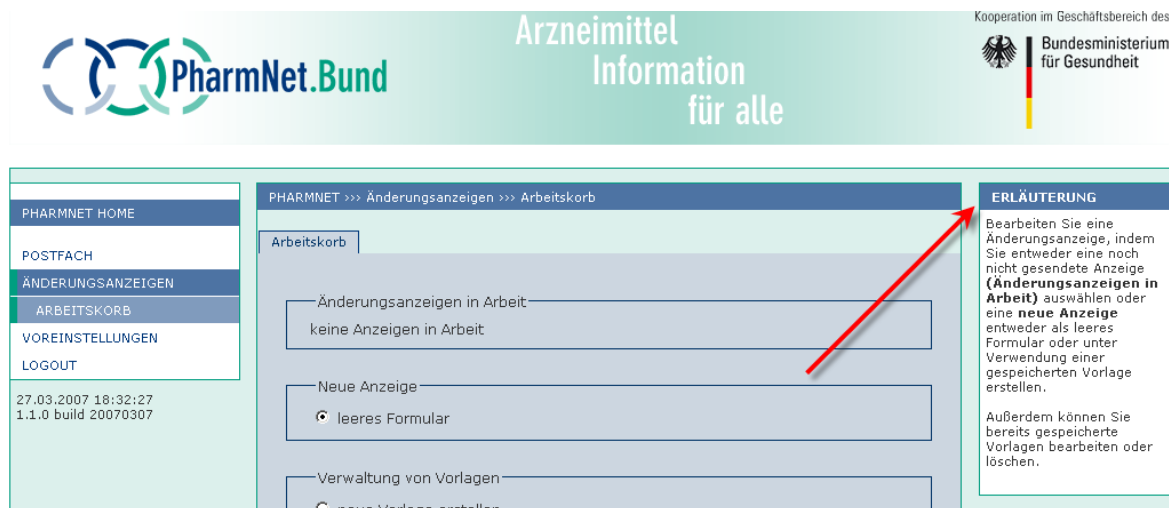 Kooperation im Geschäftsbereich des
Arzneimittel
Information
für alle
PharmNet.Bund
Bundesministerium
für Gesundheit
PHARMNET HOME
POSTFACH
ÄNDERUNGSANZEIGEN
ARBEITSKORB
VOREINSTELLUNGEN
LOGOUT
27.03.2007 18:32:27
1.1.0 build 20070307
PHARMNET >>> Änderungsanzeigen >>> Arbeitskorb
Arbeitskorb
Änderungsanzeigen in Arbeit
keine Anzeigen in Arbeit
Neue Anzeige
leeres Formular
Verwaltung von Vorlagen
neue Vorlage erstellen
ERLÄUTERUNG
Bearbeiten Sie eine
Änderungsanzeige, indem
Sie entweder eine noch
nicht gesendete Anzeige
(Änderungsanzeigen in
Arbeit) auswählen oder
eine neue Anzeige
entweder als leeres
Formular oder unter
Verwendung einer
gespeicherten Vorlage
erstellen.
Außerdem können Sie
bereits gespeicherte
Vorlagen bearbeiten oder
löschen.